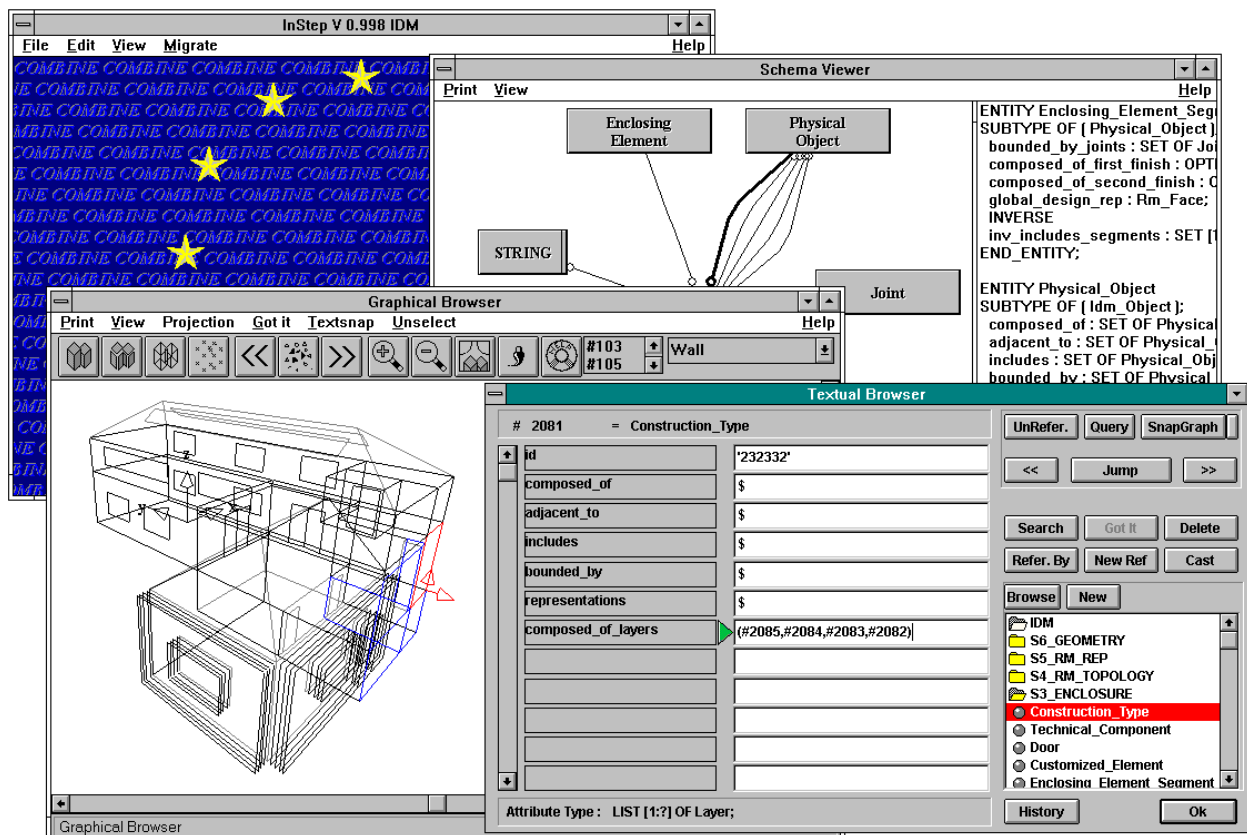 InStep V 0.998 IDM
File Edit View Migrate Help
COMBINE COMBINE COMBINE COMBINE COMBI
Schema Viewer
Print View Help
Enclosing
Element
Physical
Object
STRING
Joint
ENTITY Enclosing_Element_Seg
SUBTYPE OF ( Physical_Object )
bounded_by_joints : SET OF Joi
composed_of_first_finish : OPTI
composed_of_second_finish : O
global_design_rep : Rm_Face;
INVERSE
inv_includes_segments : SET [1
END_ENTITY;
ENTITY Physical_Object
SUBTYPE OF ( Idm_Object );
composed_of : SET OF Physical
adjacent_to : SET OF Physical_
includes : SET OF Physical_Obj
bounded_by : SET OF Physical
Graphical Browser
Print View Projection Got it Textsnap Unselect Help
#103
#105
Wall
z
y
x
Graphical Browser
Textual Browser
# 2081 = Construction_Type
id '232332'
composed_of $
adjacent_to $
includes $
bounded_by $
representations $
composed_of_layers (#2085,#2084,#2083,#2082)
Attribute Type : LIST [1:?] OF Layer;
UnRefer. Query SnapGraph
<< Jump >>
Search Got It Delete
Refer. By New Ref Cast
Browse New
IDM
S6_GEOMETRY
S5_RM_REP
S4_RM_TOPOLOGY
S3_ENCLOSURE
Construction_Type
Technical_Component
Door
Customized_Element
Enclosing_Element_Segment
History Ok